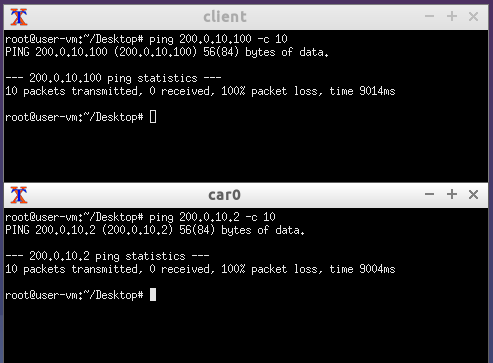 client
root@user-vm:~/Desktop# ping 200.0.10.100 -c 10
PING 200.0.10.100 (200.0.10.100) 56(84) bytes of data.
--- 200.0.10.100 ping statistics ---
10 packets transmitted, 0 received, 100% packet loss, time 9014ms
root@user-vm:~/Desktop#
car0
root@user-vm:~/Desktop# ping 200.0.10.2 -c 10
PING 200.0.10.2 (200.0.10.2) 56(84) bytes of data.
--- 200.0.10.2 ping statistics ---
10 packets transmitted, 0 received, 100% packet loss, time 9004ms
root@user-vm:~/Desktop#